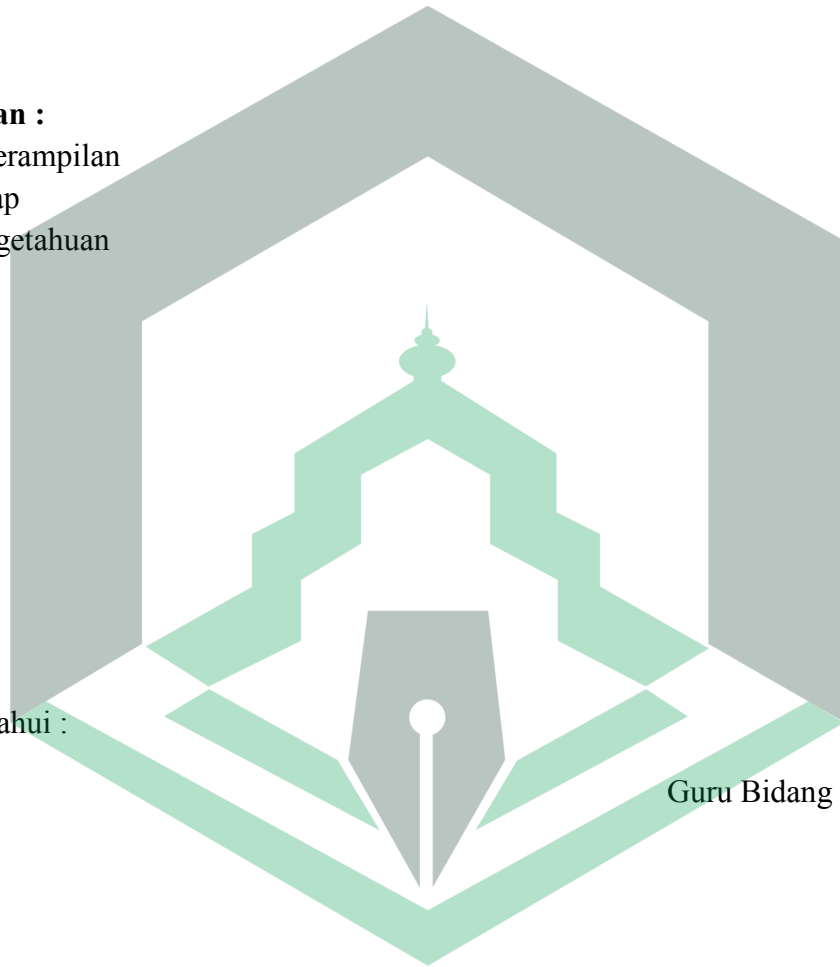 an :
erampilan
ap
getahuan
ahui :
Guru Bidang